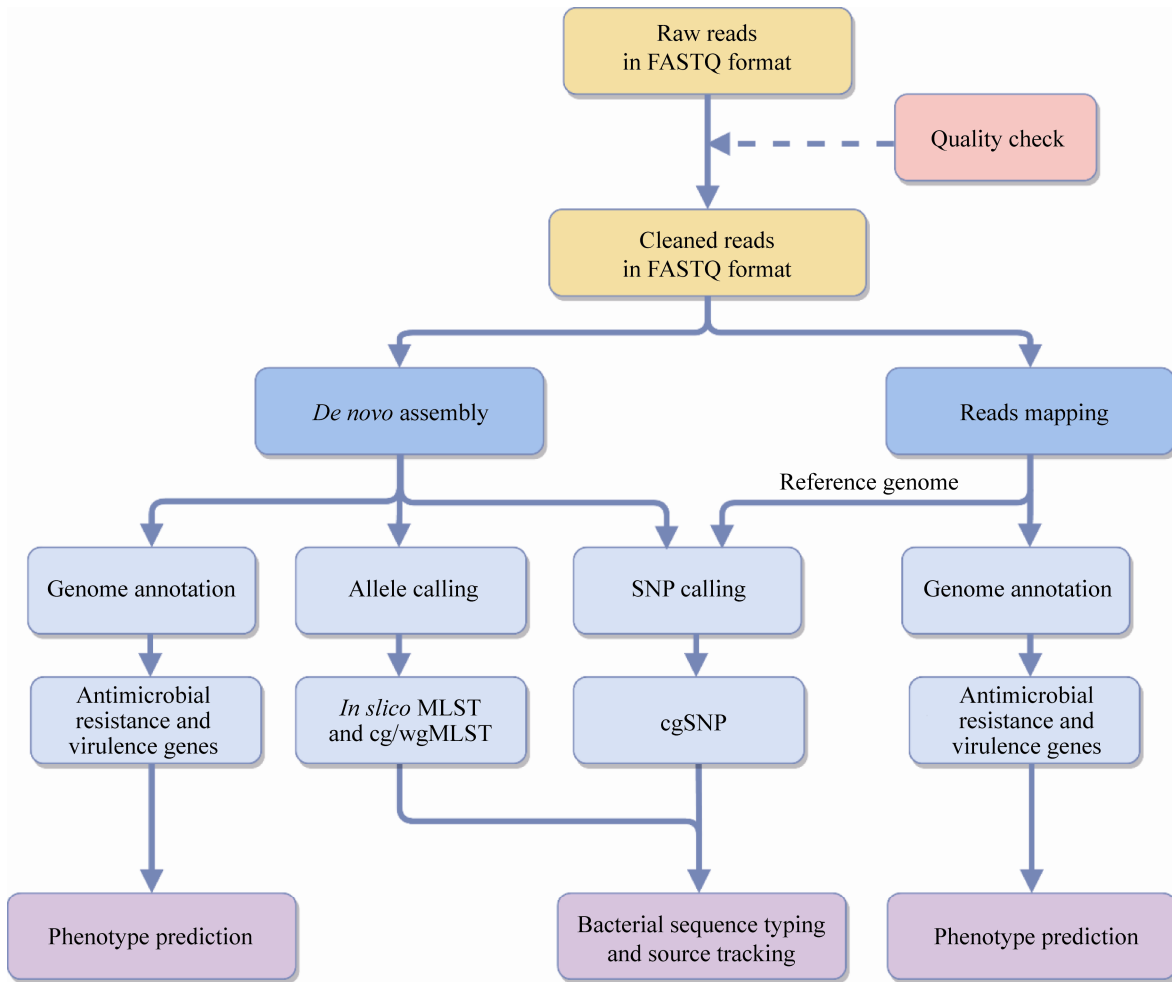 Raw reads
in FASTQ format
Quality check
Cleaned reads
in FASTQ format
De novo assembly
Reads mapping
Reference genome
Genome annotation
Allele calling
SNP calling
Genome annotation
Antimicrobial
resistance and
virulence genes
In slico MLST
and cg/wgMLST
cgSNP
Antimicrobial
resistance and
virulence genes
Phenotype prediction
Bacterial sequence typing
and source tracking
Phenotype prediction